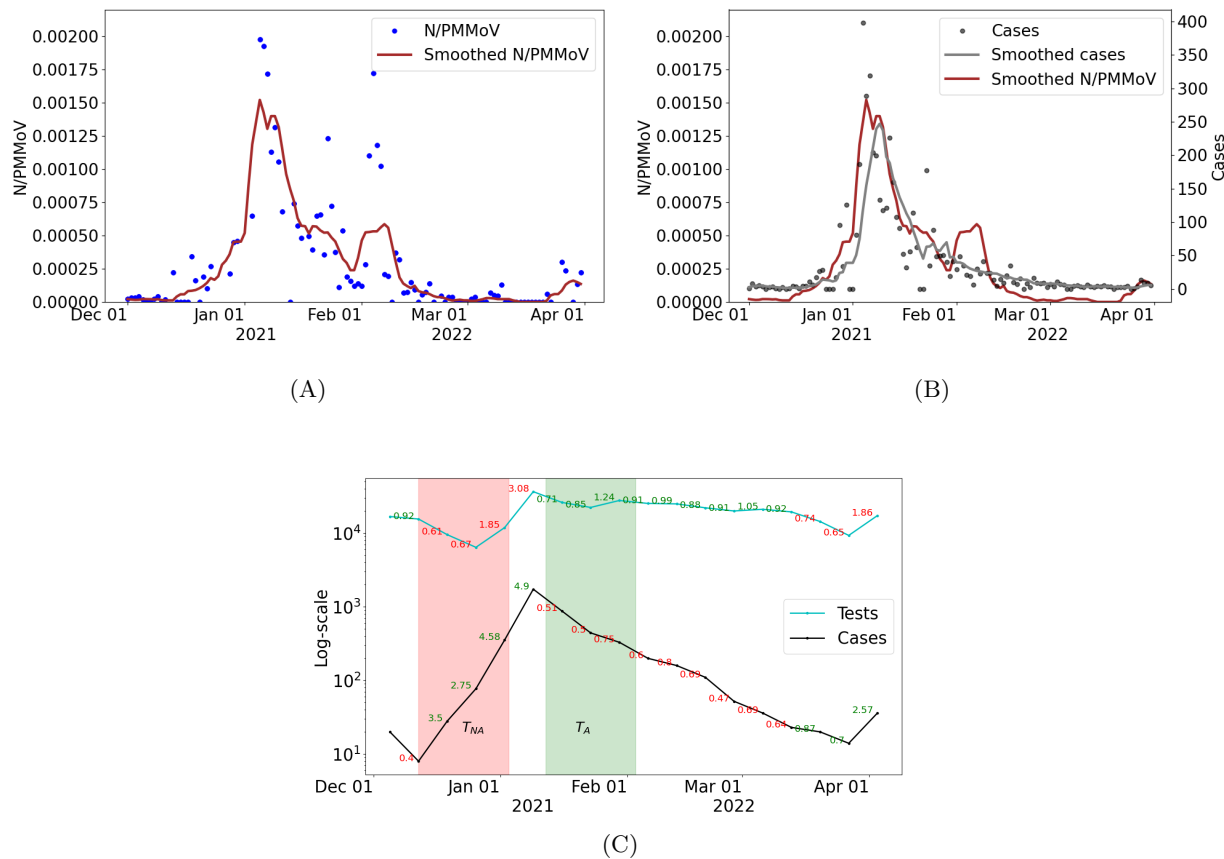 0.00200
0.00175
0.00150
0.00125
0.00100
0.00075
0.00050
0.00025
0.00000
N/PMMoV
N/PMMoV
Smoothed N/PMMoV
Dec 01 Jan 01 Feb 01 Mar 01 Apr 01
2021 2022
(A)
0.00200
0.00175
0.00150
0.00125
0.00100
0.00075
0.00050
0.00025
0.00000
N/PMMoV
Cases
Smoothed cases
Smoothed N/PMMoV
400
350
300
250
200
150
100
50
0
Cases
Dec 01 Jan 01 Feb 01 Mar 01 Apr 01
2021 2022
(B)
10^4
10^3
10^2
10^1
Log-scale
0.92 0.61 0.67 1.85 3.08 0.71 0.85 1.24 0.91 0.99 0.88 0.91 1.05 0.92 0.74 0.65 1.86
0.4 3.5 2.75 4.58 4.9 0.51 0.5 0.75 0.6 0.8 0.69 0.47 0.69 0.64 0.87 0.7 2.57
Tests
Cases
T_NA T_A
Dec 01 Jan 01 Feb 01 Mar 01 Apr 01
2021 2022
(C)